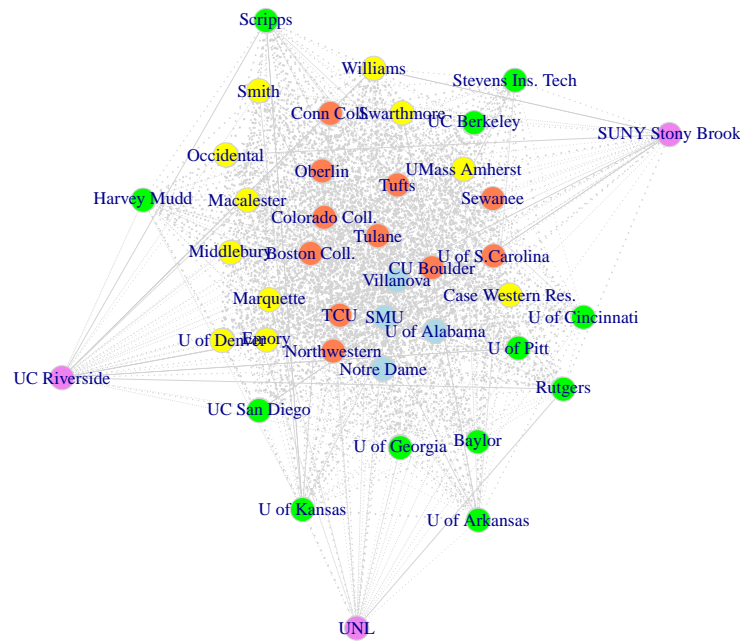 Scripps
Williams
Stevens Ins. Tech
Smith
Conn Coll.
Swarthmore
UC Berkeley
SUNY Stony Brook
Occidental
Oberlin
Tufts
UMass Amherst
Harvey Mudd
Macalester
Sewanee
Colorado Coll.
Tulane
Middlebury
Boston Coll.
U of S.Carolina
CU Boulder
Villanova
Marquette
Case Western Res.
TCU
SMU
U of Cincinnati
U of Alabama
U of Denver
Emory
Northwestern
U of Pitt
Notre Dame
UC Riverside
Rutgers
UC San Diego
U of Georgia
Baylor
U of Kansas
U of Arkansas
UNL